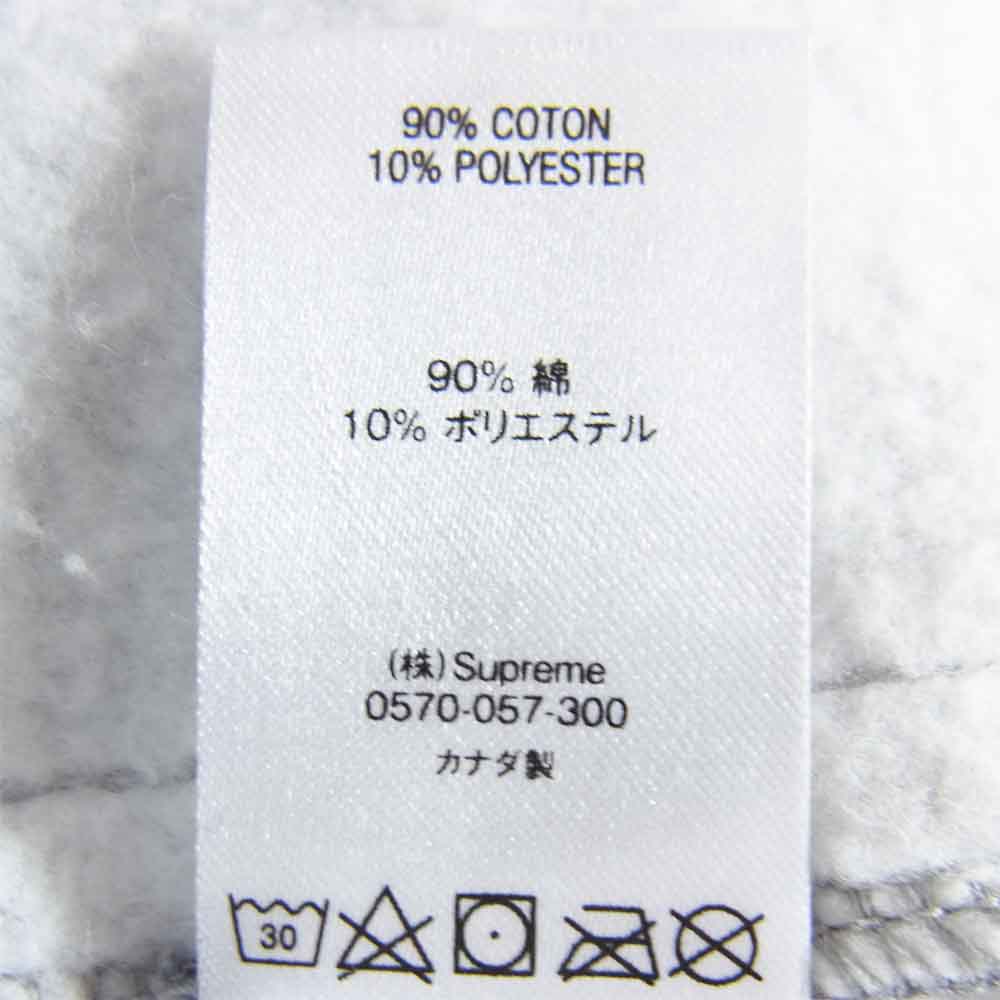 90% COTON
10% POLYESTER
90% 綿
10% ポリエステル
(株)Supreme
0570-057-300
カナダ製
30